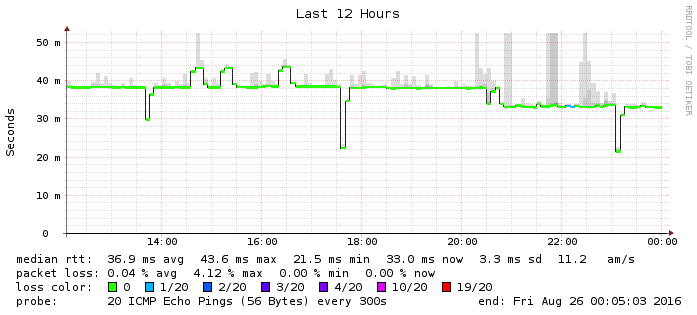 Last 12 Hours
RRDTOOL / TOBI OETIKER
Seconds
50 m
40 m
30 m
20 m
10 m
0
14:00 16:00 18:00 20:00 22:00 00:00
median rtt: 36.9 ms avg 43.6 ms max 21.5 ms min 33.0 ms now 3.3 ms sd 11.2 am/s
packet loss: 0.04 % avg 4.12 % max 0.00 % min 0.00 % now
loss color: 0 1/20 2/20 3/20 4/20 10/20 19/20
probe: 20 ICMP Echo Pings (56 Bytes) every 300s end: Fri Aug 26 00:05:03 2016